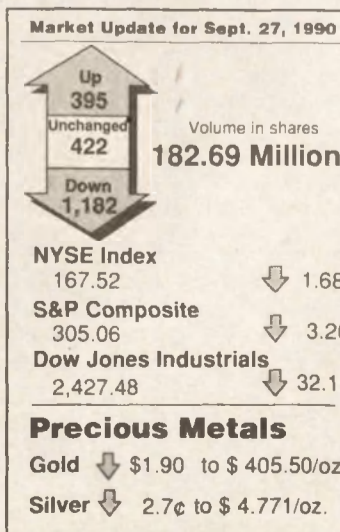 Market Update for Sept. 27, 1990
Up
395
Unchanged
422
Down
1,182
Volume in shares
182.69 Million
NYSE Index
167.52 1.68
S&P Composite
305.06 3.20
Dow Jones Industrials
2,427.48 32.1
Precious Metals
Gold $1.90 to $ 405.50/oz
Silver 2.7¢ to $ 4.771/oz.